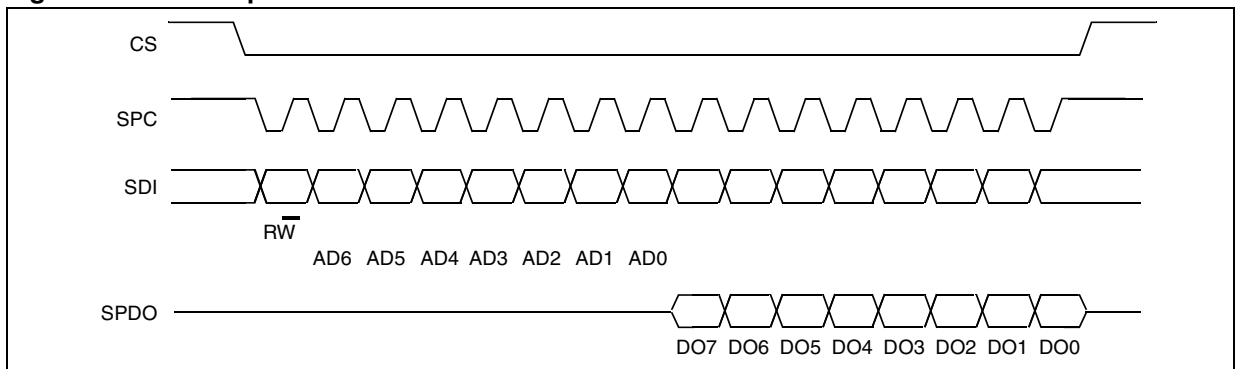 CS
SPC
SDI
RW̅
AD6 AD5 AD4 AD3 AD2 AD1 AD0
SPDO
DO7 DO6 DO5 DO4 DO3 DO2 DO1 DO0